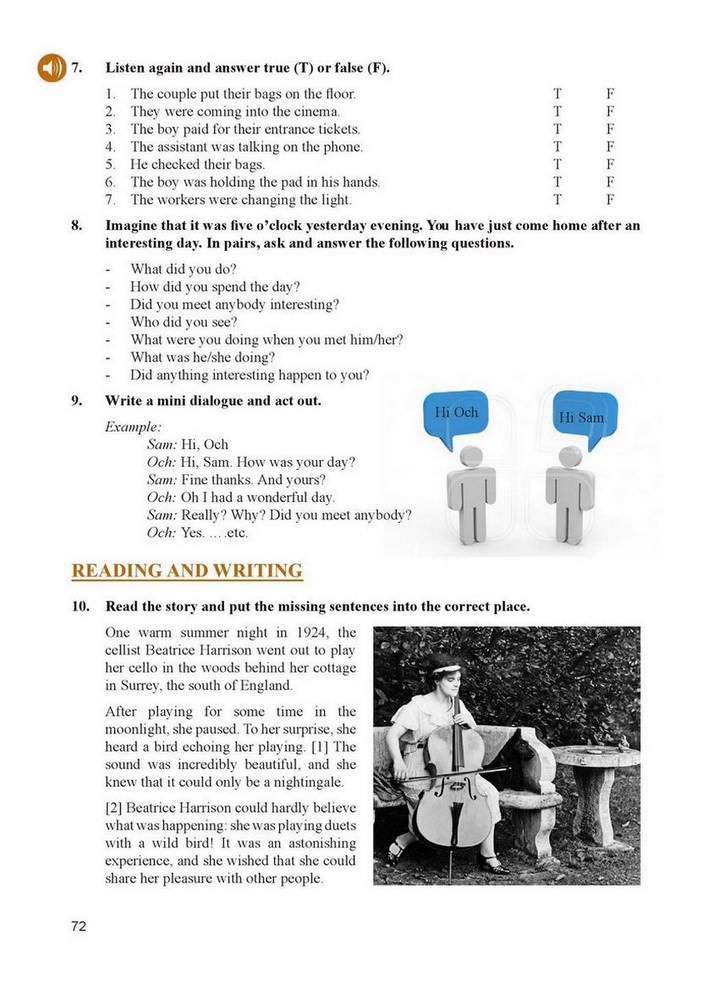 7. Listen again and answer true (T) or false (F).
1. The couple put their bags on the floor. T F
2. They were coming into the cinema. T F
3. The boy paid for their entrance tickets. T F
4. The assistant was talking on the phone. T F
5. He checked their bags. T F
6. The boy was holding the pad in his hands. T F
7. The workers were changing the light. T F
8. Imagine that it was five o’clock yesterday evening. You have just come home after an
interesting day. In pairs, ask and answer the following questions.
- What did you do?
- How did you spend the day?
- Did you meet anybody interesting?
- Who did you see?
- What were you doing when you met him/her?
- What was he/she doing?
- Did anything interesting happen to you?
9. Write a mini dialogue and act out.
Example:
Sam: Hi, Och
Och: Hi, Sam. How was your day?
Sam: Fine thanks. And yours?
Och: Oh I had a wonderful day.
Sam: Really? Why? Did you meet anybody?
Och: Yes. ... .etc.
Hi Och
Hi Sam.
READING AND WRITING
10. Read the story and put the missing sentences into the correct place.
One warm summer night in 1924, the
cellist Beatrice Harrison went out to play
her cello in the woods behind her cottage
in Surrey, the south of England.
After playing for some time in the
moonlight, she paused. To her surprise, she
heard a bird echoing her playing. [1] The
sound was incredibly beautiful, and she
knew that it could only be a nightingale.
[2] Beatrice Harrison could hardly believe
what was happening: she was playing duets
with a wild bird! It was an astonishing
experience, and she wished that she could
share her pleasure with other people.
72